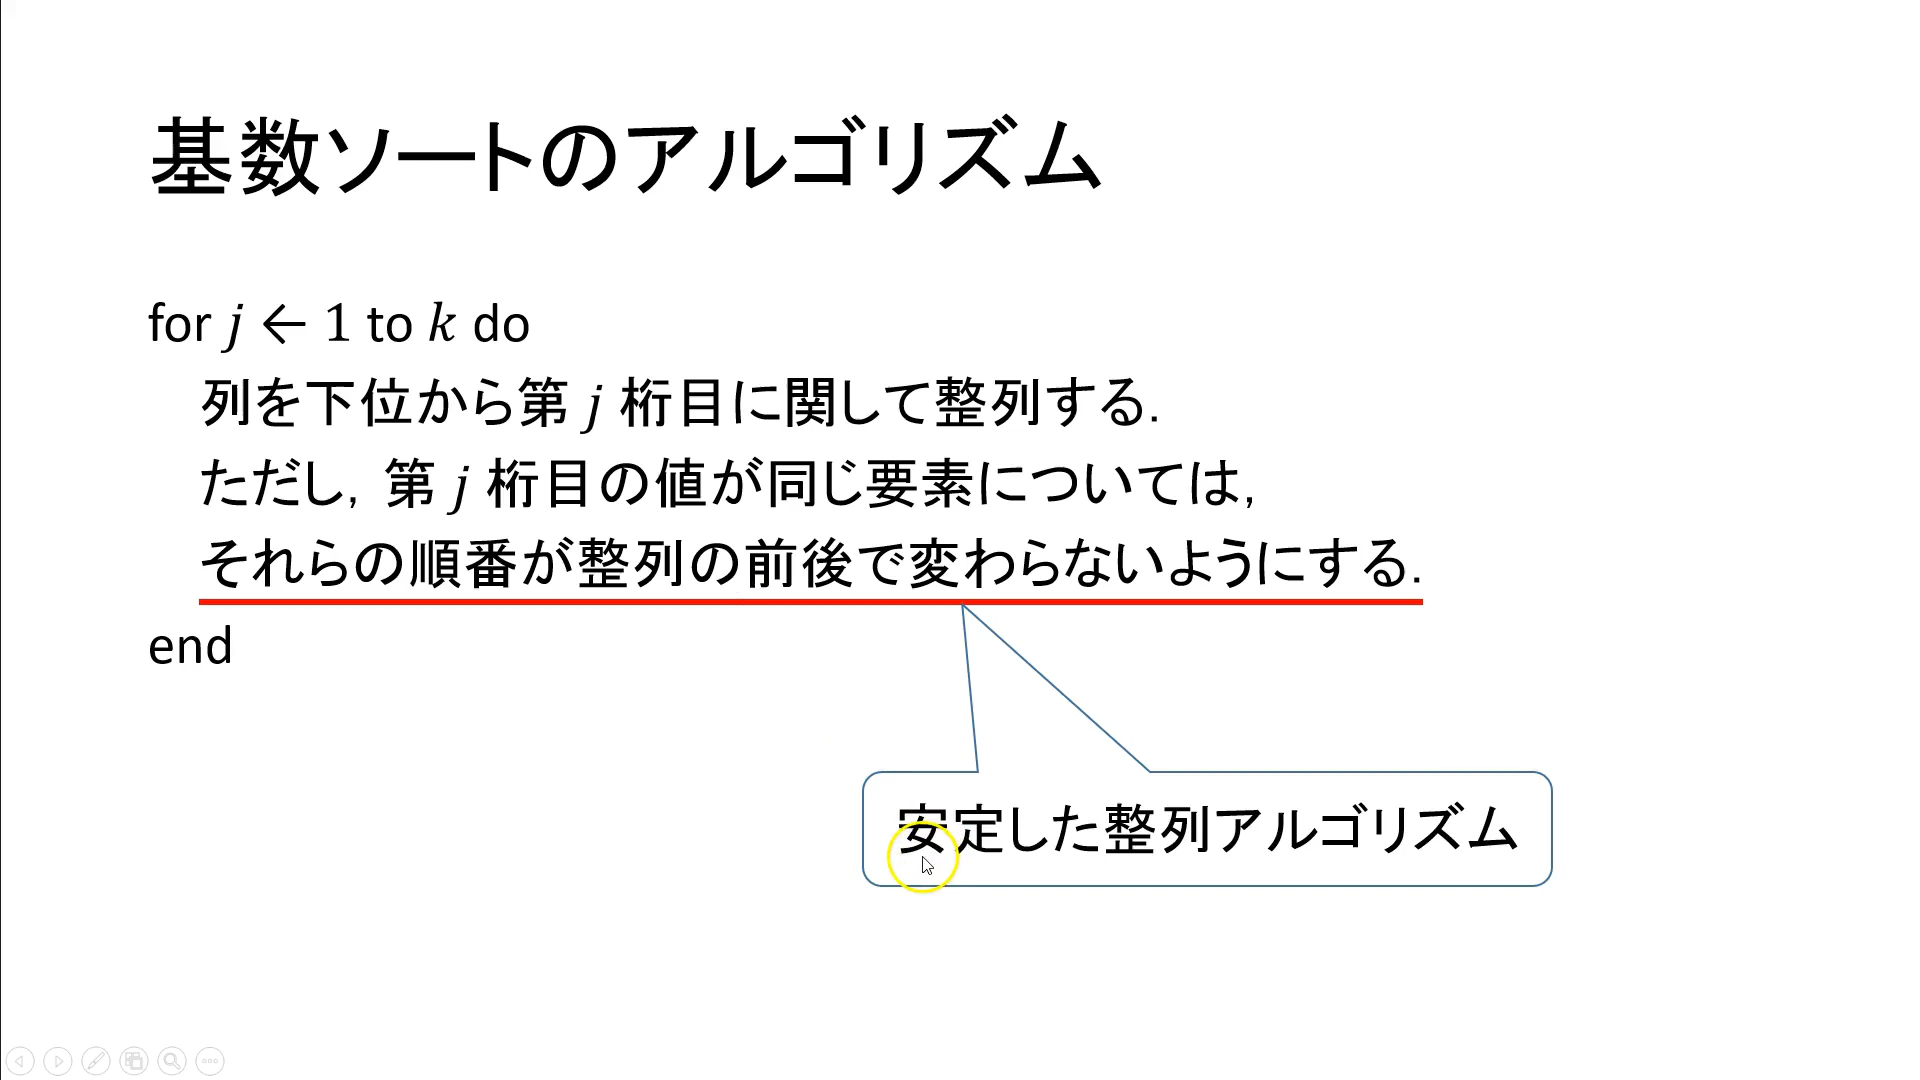 基数ソートのアルゴリズム
for j ← 1 to k do
列を下位から第 j 桁目に関して整列する.
ただし, 第 j 桁目の値が同じ要素については,
それらの順番が整列の前後で変わらないようにする.
end
安定した整列アルゴリズム